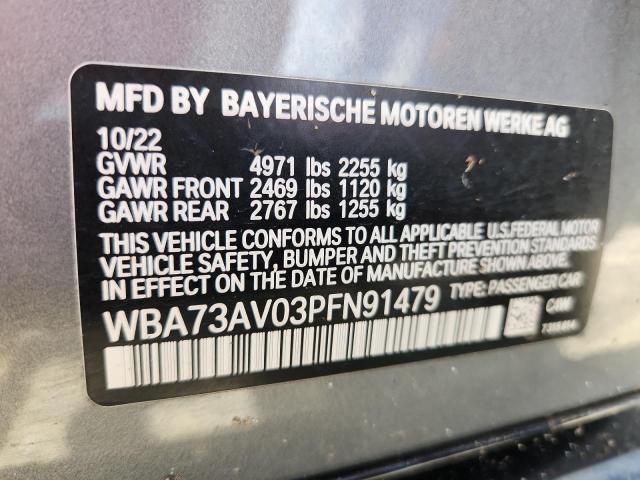 MFD BY BAYERISCHE MOTOREN WERKE AG
10/22
GVWR 4971 lbs 2255 kg
GAWR FRONT 2469 lbs 1120 kg
GAWR REAR 2767 lbs 1255 kg
THIS VEHICLE CONFORMS TO ALL APPLICABLE U.S.FEDERAL MOTOR
VEHICLE SAFETY, BUMPER AND THEFT PREVENTION STANDARDS
IN EFFECT ON THE DATE OF MANUFACTURE SHOWN ABOVE.
WBA73AV03PFN91479 TYPE: PASSENGER CAR